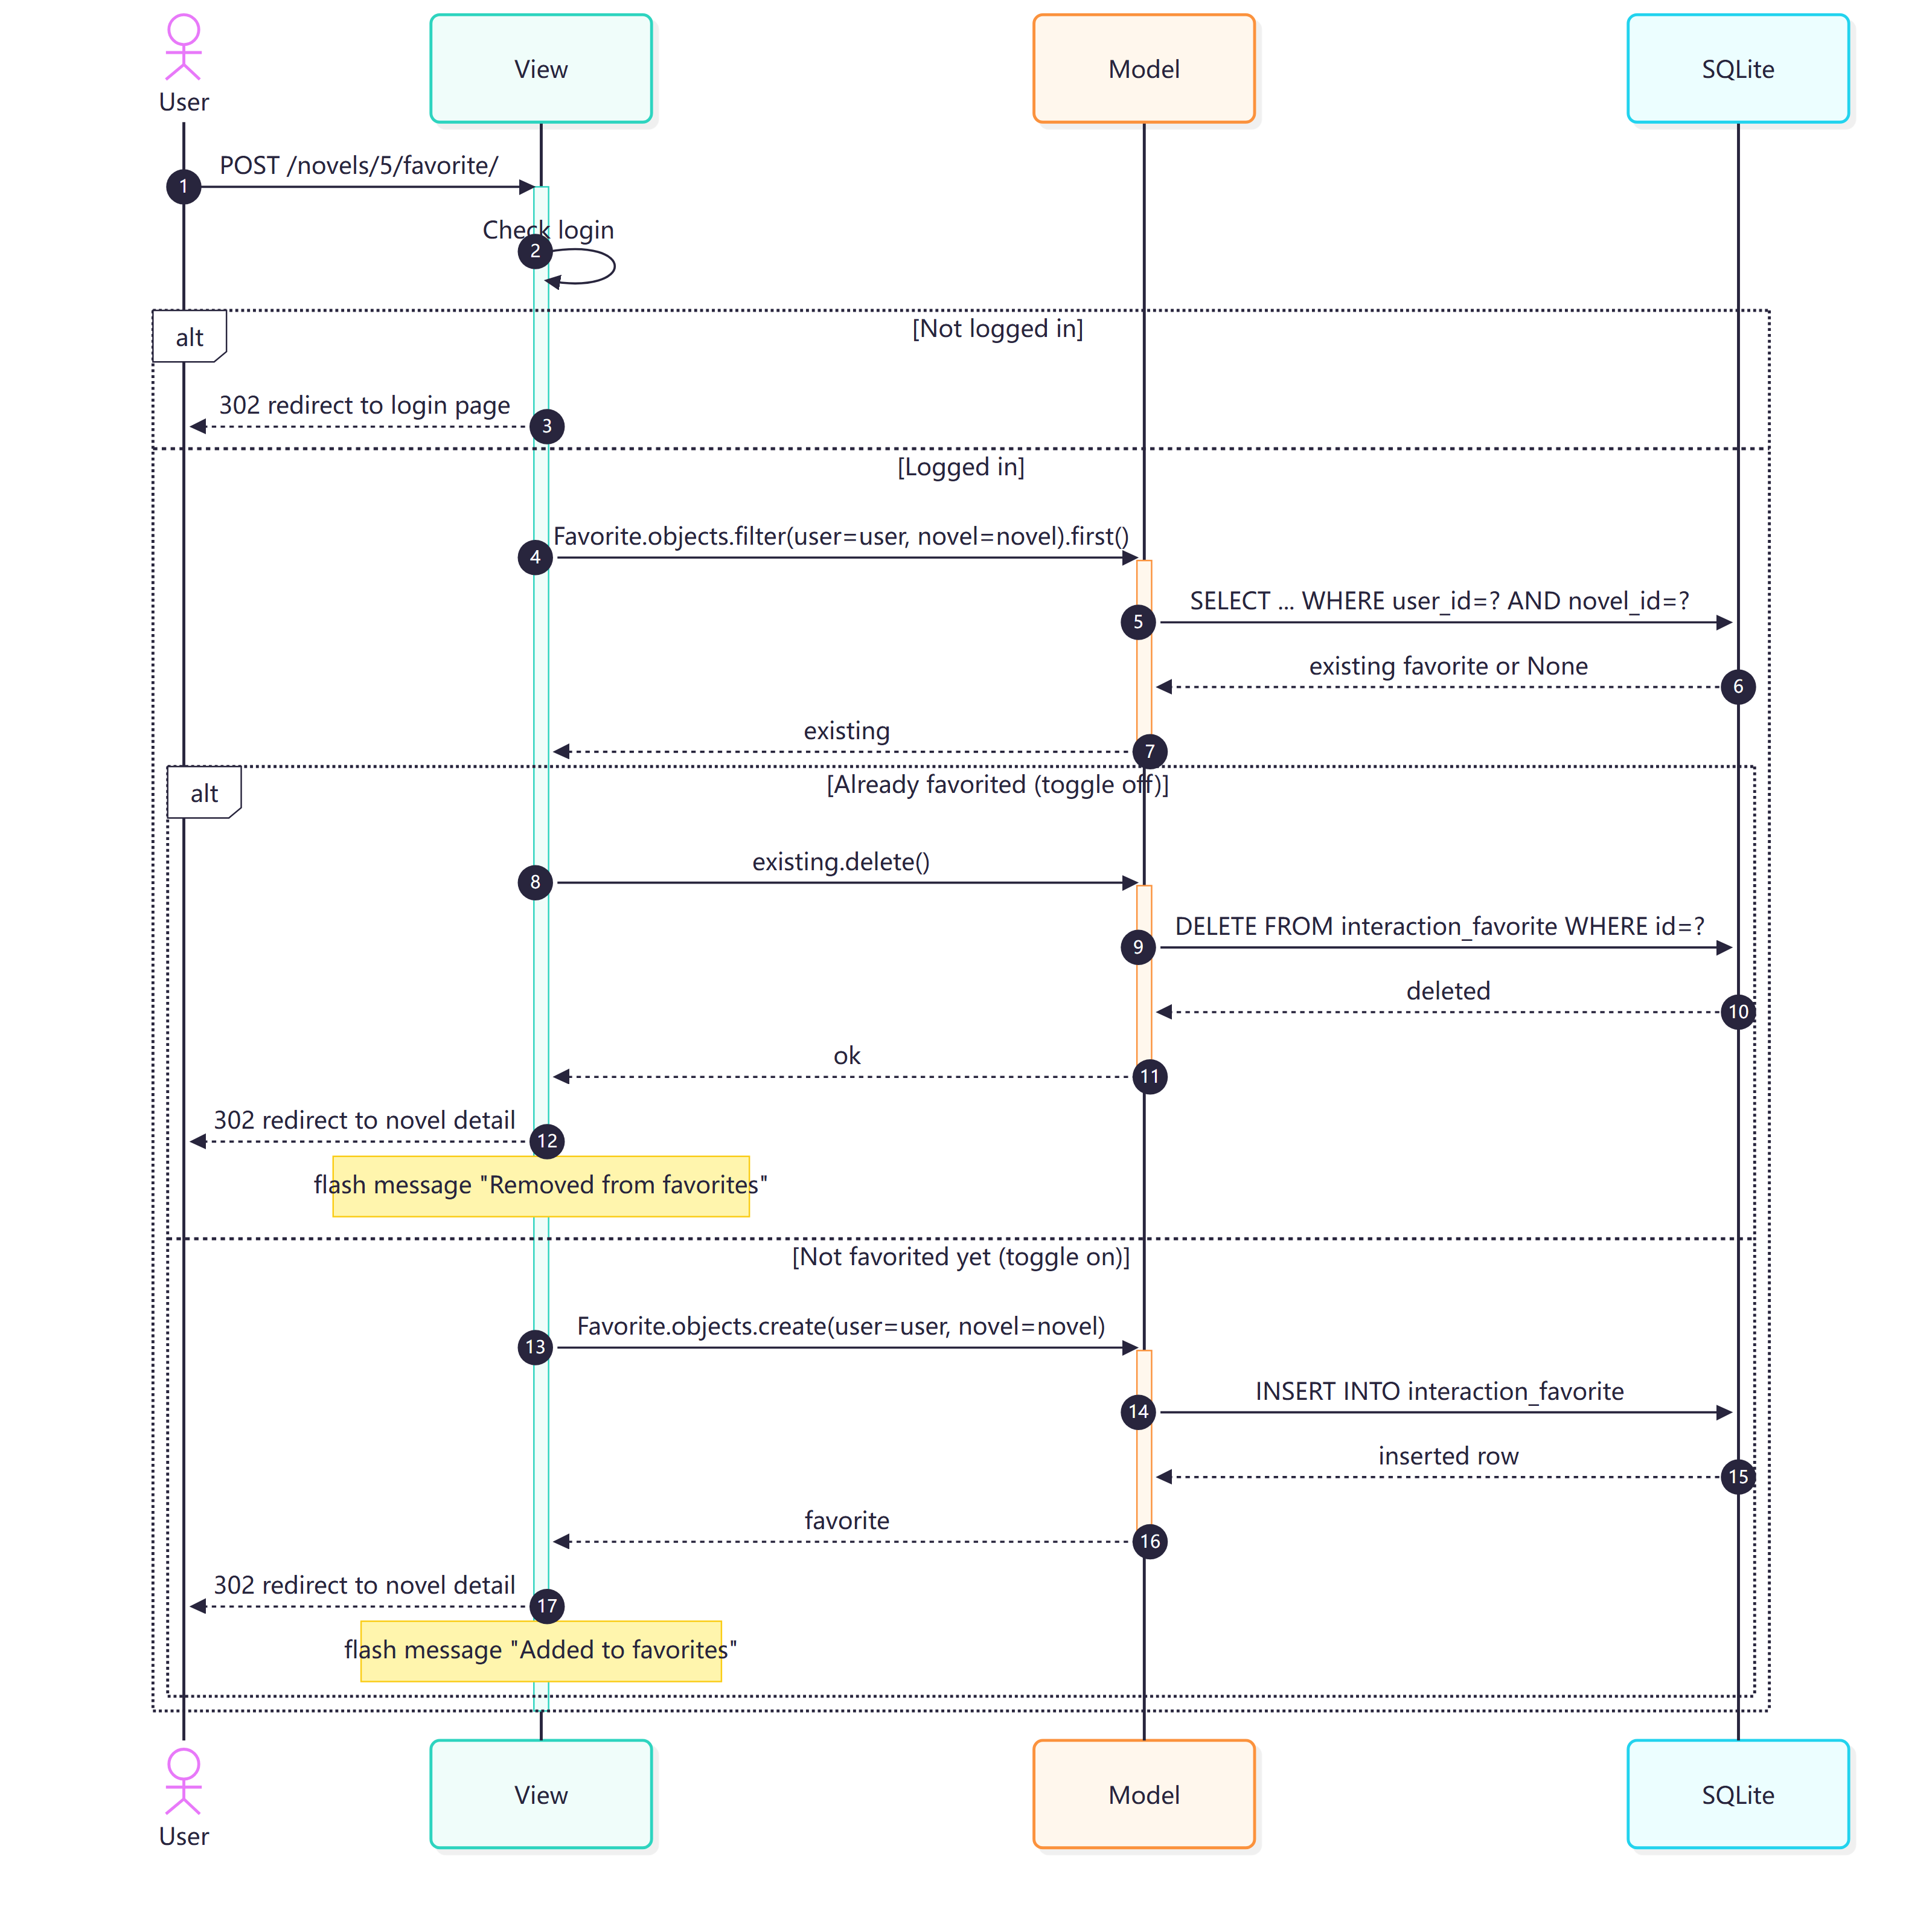 User
View
Model
SQLite
POST /novels/5/favorite/
1
Check login
2
alt
[Not logged in]
302 redirect to login page
3
[Logged in]
Favorite.objects.filter(user=user, novel=novel).first()
4
SELECT ... WHERE user_id=? AND novel_id=?
5
existing favorite or None
6
existing
7
alt
[Already favorited (toggle off)]
existing.delete()
8
DELETE FROM interaction_favorite WHERE id=?
9
deleted
10
ok
11
302 redirect to novel detail
12
flash message "Removed from favorites"
[Not favorited yet (toggle on)]
Favorite.objects.create(user=user, novel=novel)
13
INSERT INTO interaction_favorite
14
inserted row
15
favorite
16
302 redirect to novel detail
17
flash message "Added to favorites"
User
View
Model
SQLite